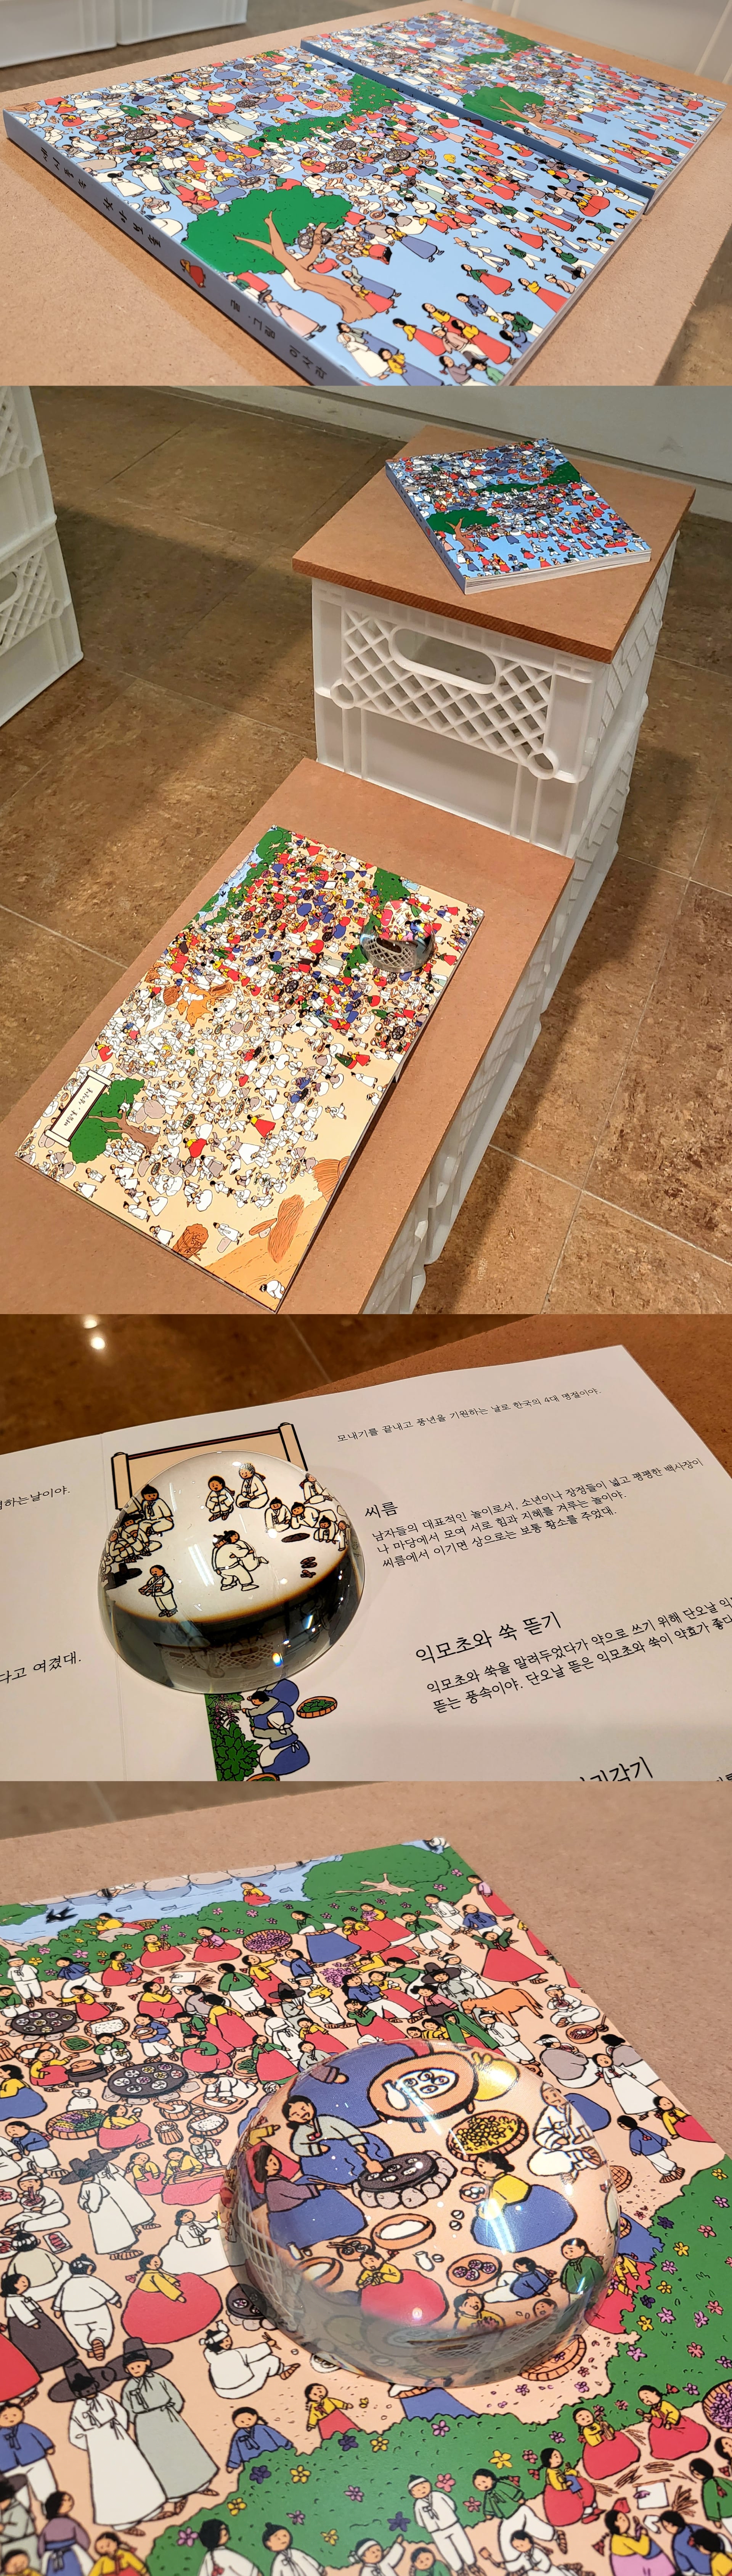 글·그림
모내기를 끝내고 풍년을 기원하는 날로 한국의 4대 명절이야.
하는날이야.
씨름
남자들의 대표적인 놀이로서, 소년이나 장정들이 넓고 평평한 백사장이
나 마당에서 모여 서로 힘과 지혜를 겨루는 놀이야.
씨름에서 이기면 상으로는 보통 황소를 주었대.
다고 여겼대.
익모초와 쑥 뜯기
익모초와 쑥을 말려두었다가 약으로 쓰기 위해 단오날 익
뜯는 풍속이야. 단오날 뜯은 익모초와 쑥이 약효가 좋다